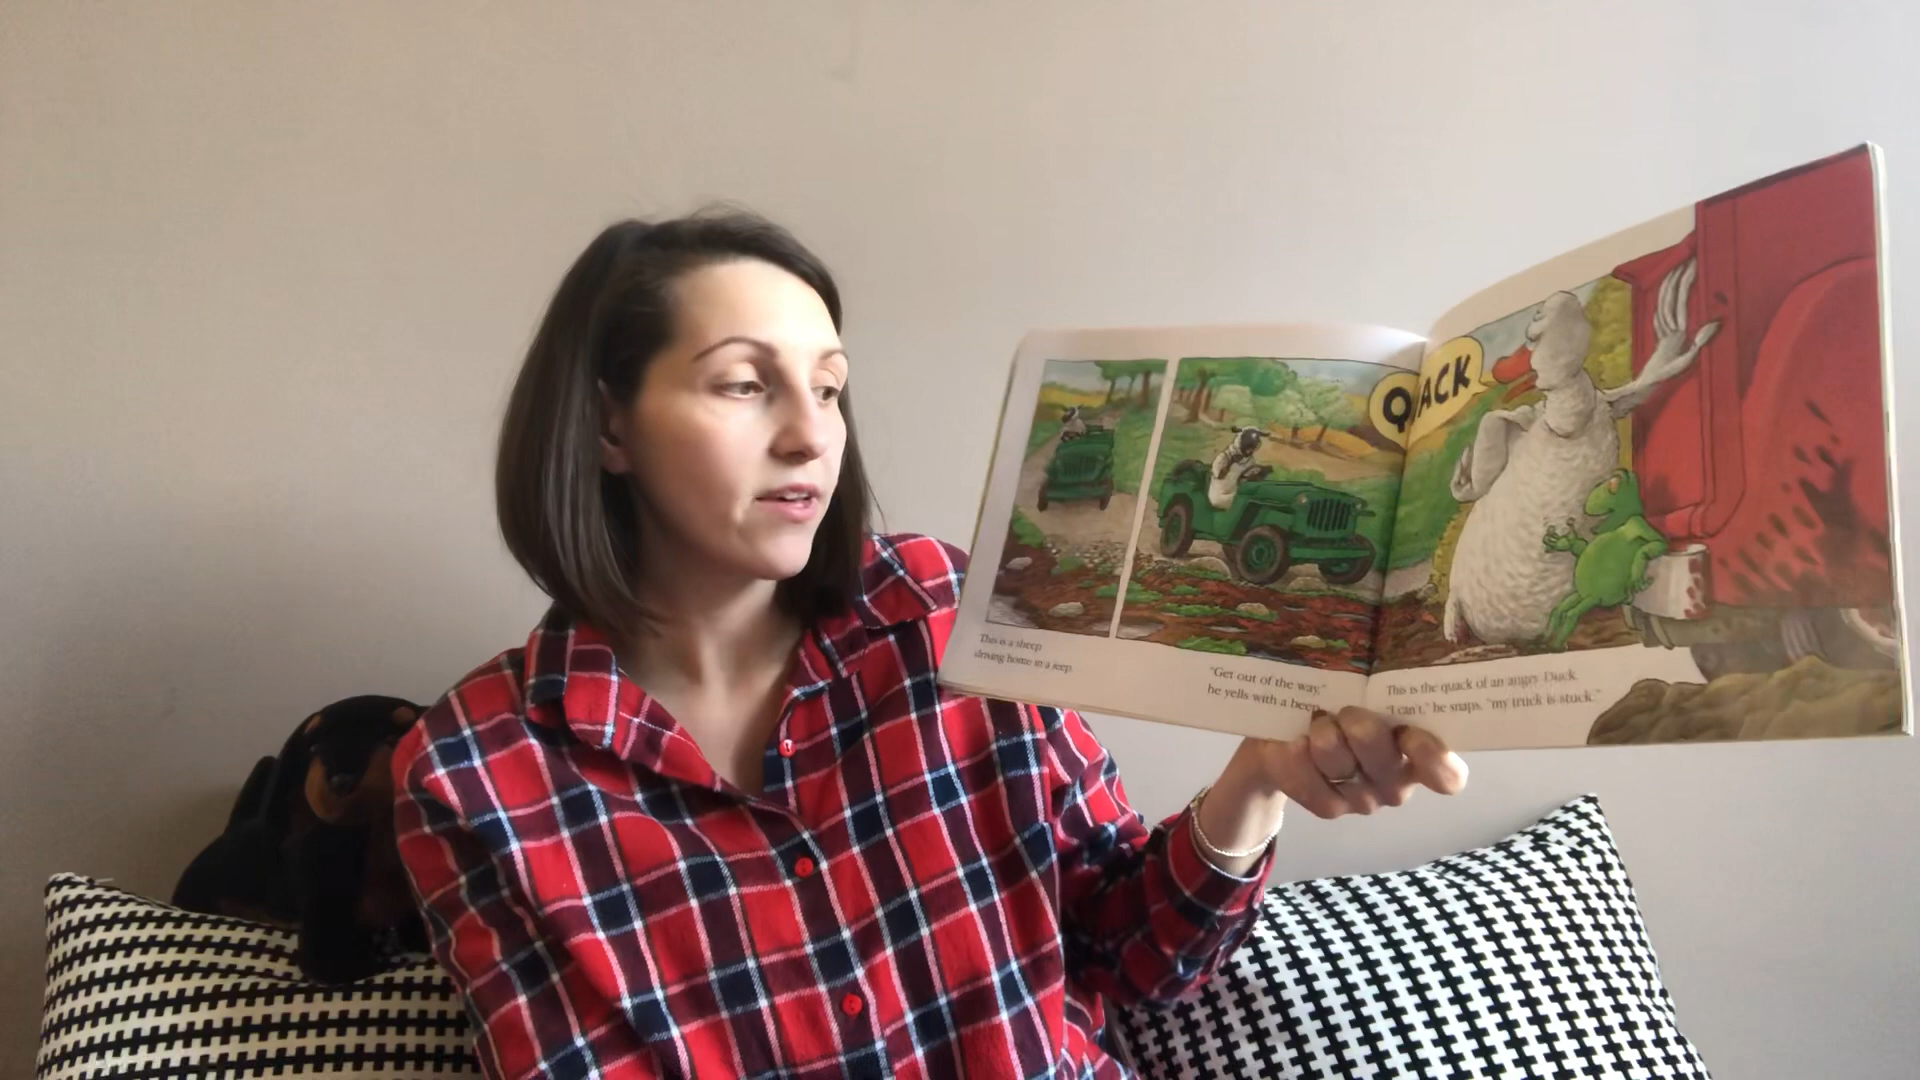 QUACK
This is a sheep
driving home in a jeep.
"Get out of the way,"
he yells with a beep.
This is the quack of an angry Duck.
"I can't," he snaps, "my truck is stuck."